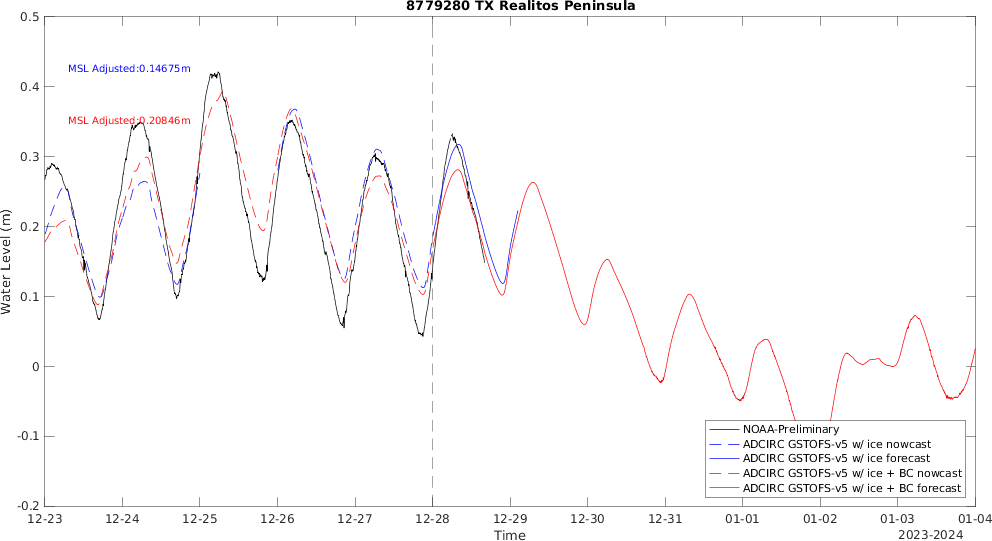 8779280 TX Realitos Peninsula
0.5
0.4
0.3
0.2
0.1
0
-0.1
-0.2
Water Level (m)
MSL Adjusted:0.14675m
MSL Adjusted:0.20846m
NOAA-Preliminary
ADCIRC GSTOFS-v5 w/ ice nowcast
ADCIRC GSTOFS-v5 w/ ice forecast
ADCIRC GSTOFS-v5 w/ ice + BC nowcast
ADCIRC GSTOFS-v5 w/ ice + BC forecast
12-23 12-24 12-25 12-26 12-27 12-28 12-29 12-30 12-31 01-01 01-02 01-03 01-04
Time
2023-2024